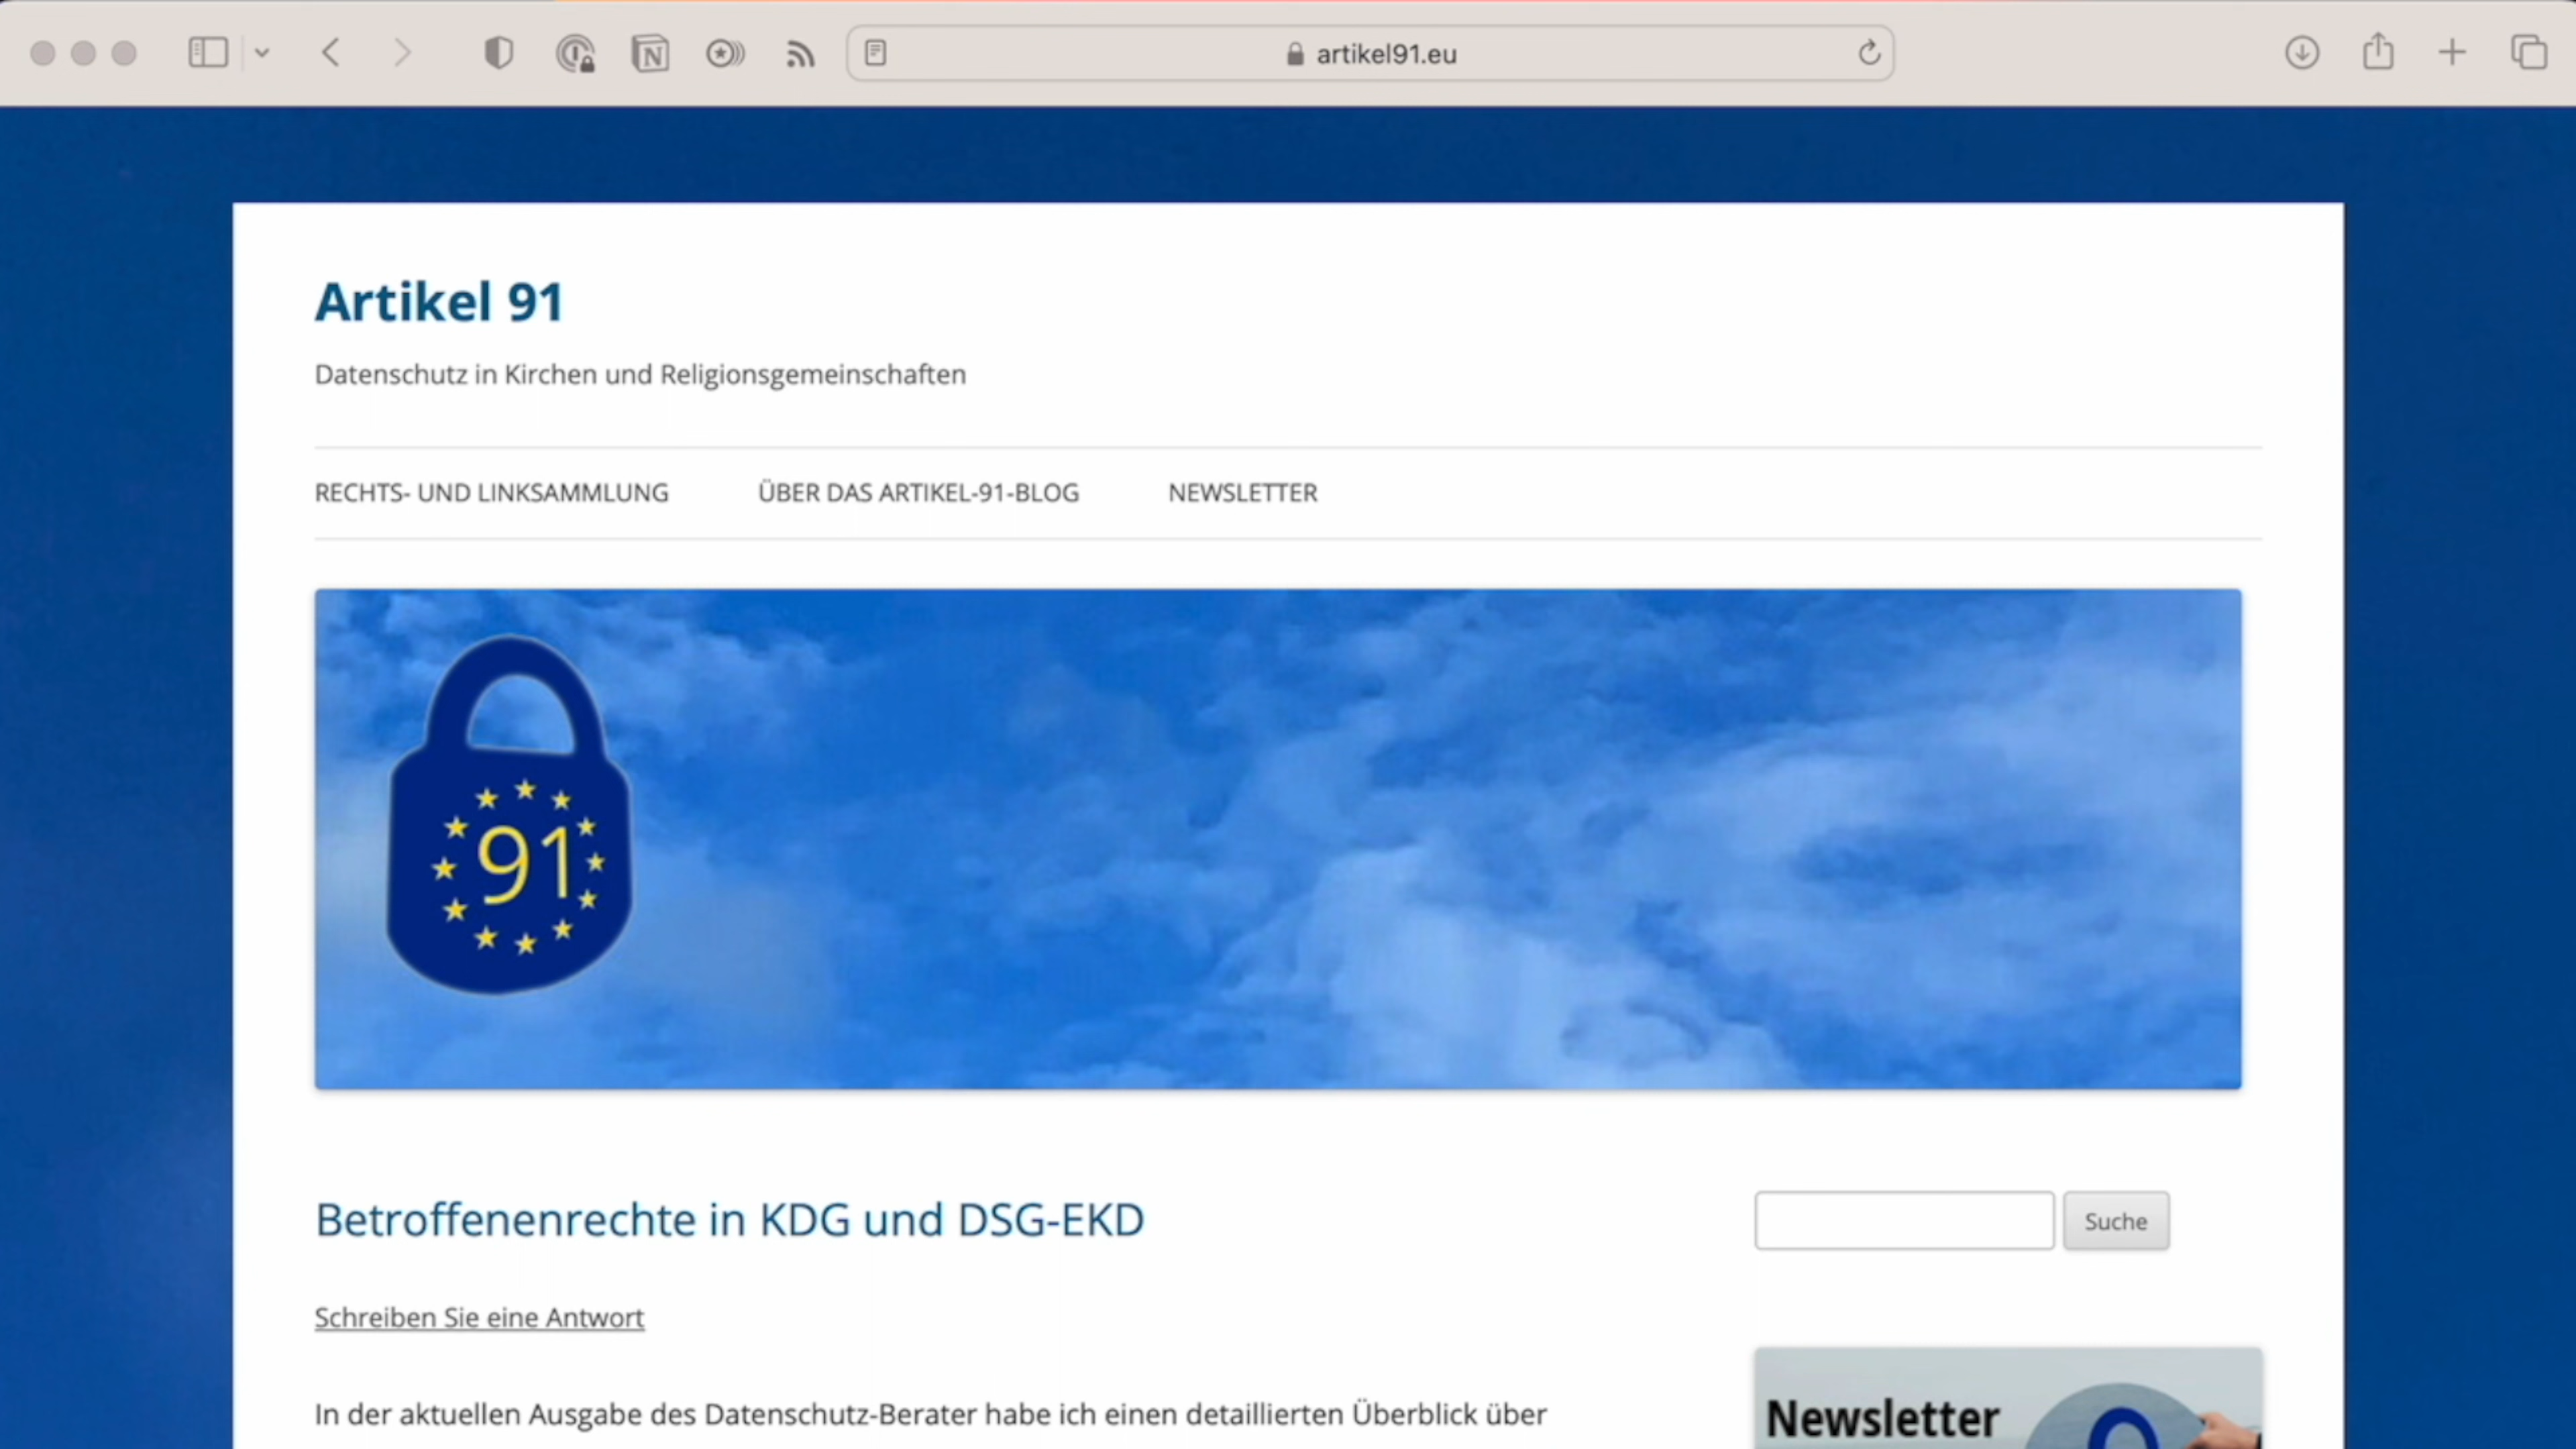 artikel91.eu
Artikel 91
Datenschutz in Kirchen und Religionsgemeinschaften
RECHTS- UND LINKSAMMLUNG ÜBER DAS ARTIKEL-91-BLOG NEWSLETTER
91
Betroffenenrechte in KDG und DSG-EKD
Suche
Schreiben Sie eine Antwort
In der aktuellen Ausgabe des Datenschutz-Berater habe ich einen detaillierten Überblick über
Newsletter